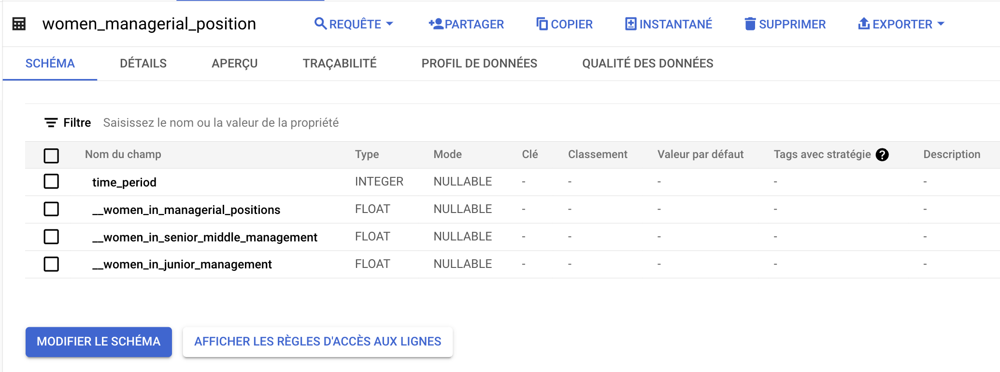 women_managerial_position REQUÊTE PARTAGER COPIER INSTANTANÉ SUPPRIMER EXPORTER
SCHÉMA DÉTAILS APERÇU TRAÇABILITÉ PROFIL DE DONNÉES QUALITÉ DES DONNÉES
Filtre Saisissez le nom ou la valeur de la propriété
Nom du champ Type Mode Clé Classement Valeur par défaut Tags avec stratégie ? Description
time_period INTEGER NULLABLE - - - - -
__women_in_managerial_positions FLOAT NULLABLE - - - - -
__women_in_senior_middle_management FLOAT NULLABLE - - - - -
__women_in_junior_management FLOAT NULLABLE - - - - -
MODIFIER LE SCHÉMA AFFICHER LES RÈGLES D'ACCÈS AUX LIGNES